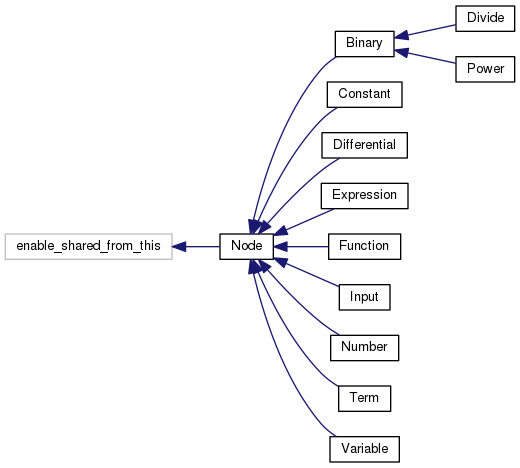 Divide
Binary
Power
Constant
Differential
Expression
enable_shared_from_this
Node
Function
Input
Number
Term
Variable